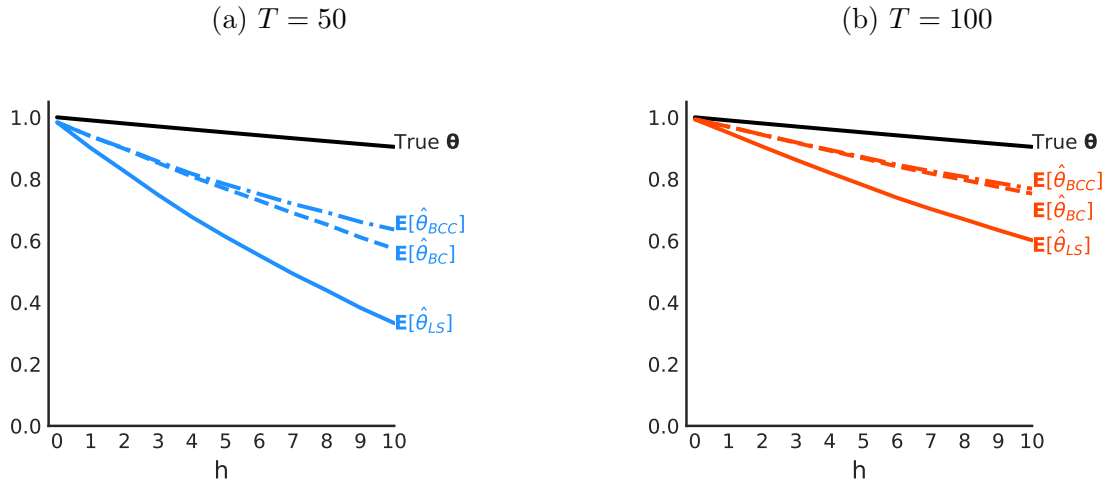 (a) T = 50
1.0
0.8
0.6
0.4
0.2
0.0
True θ
E[θ̂_BCC]
E[θ̂_BC]
E[θ̂_LS]
0 1 2 3 4 5 6 7 8 9 10
h
(b) T = 100
1.0
0.8
0.6
0.4
0.2
0.0
True θ
E[θ̂_BCC]
E[θ̂_BC]
E[θ̂_LS]
0 1 2 3 4 5 6 7 8 9 10
h